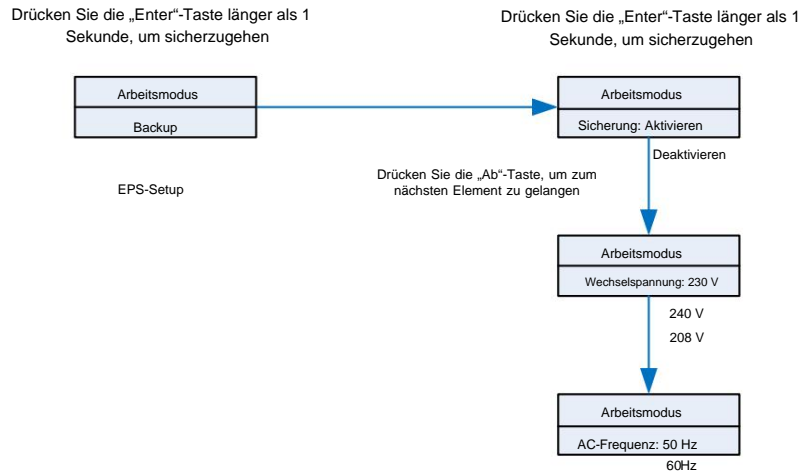 Drücken Sie die „Enter“-Taste länger als 1
Sekunde, um sicherzugehen
Drücken Sie die „Enter“-Taste länger als 1
Sekunde, um sicherzugehen
Arbeitsmodus
Backup
Arbeitsmodus
Sicherung: Aktivieren
Deaktivieren
EPS-Setup
Drücken Sie die „Ab“-Taste, um zum
nächsten Element zu gelangen
Arbeitsmodus
Wechselspannung: 230 V
240 V
208 V
Arbeitsmodus
AC-Frequenz: 50 Hz
60Hz